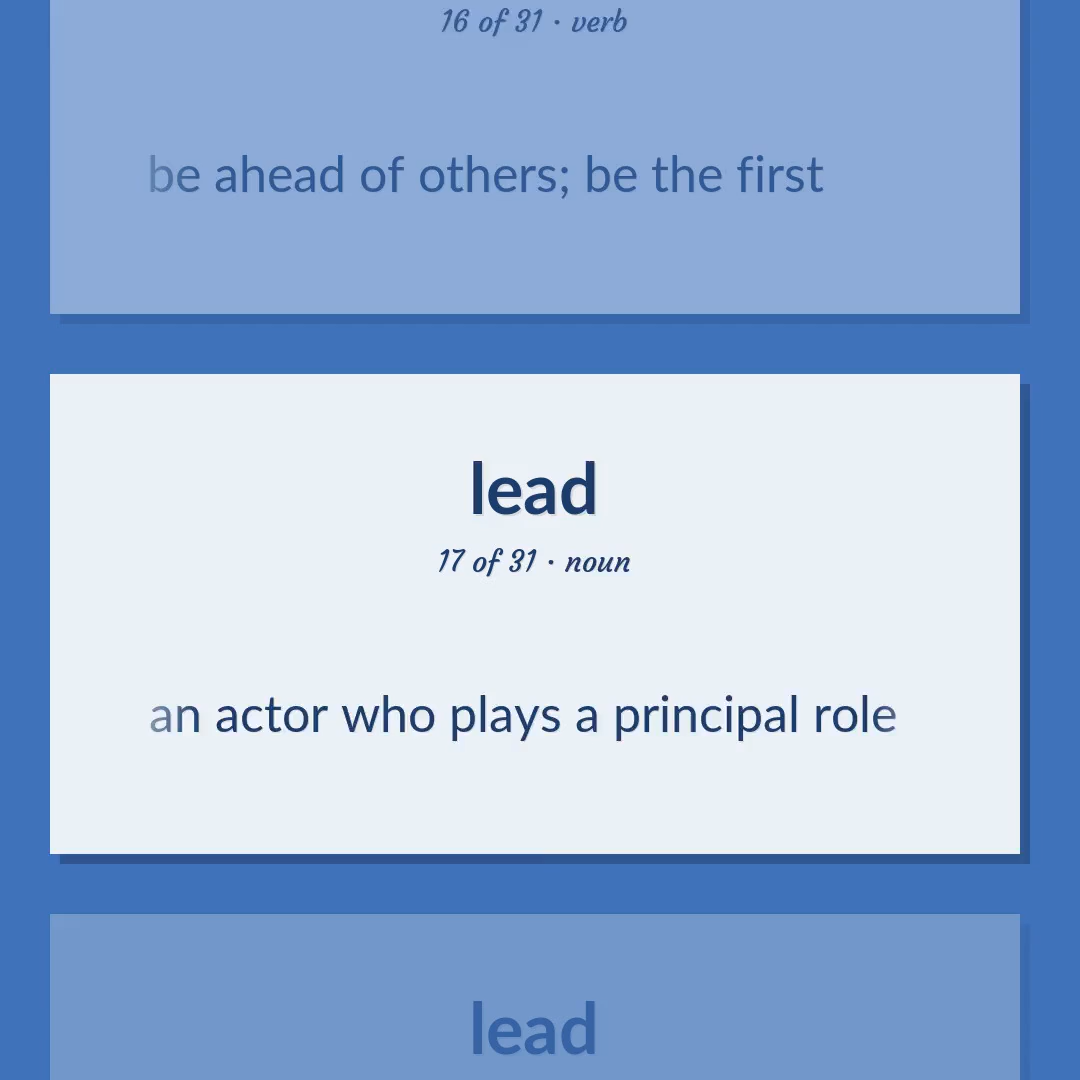 16 of 31 · verb
be ahead of others; be the first
lead
17 of 31 · noun
an actor who plays a principal role
lead